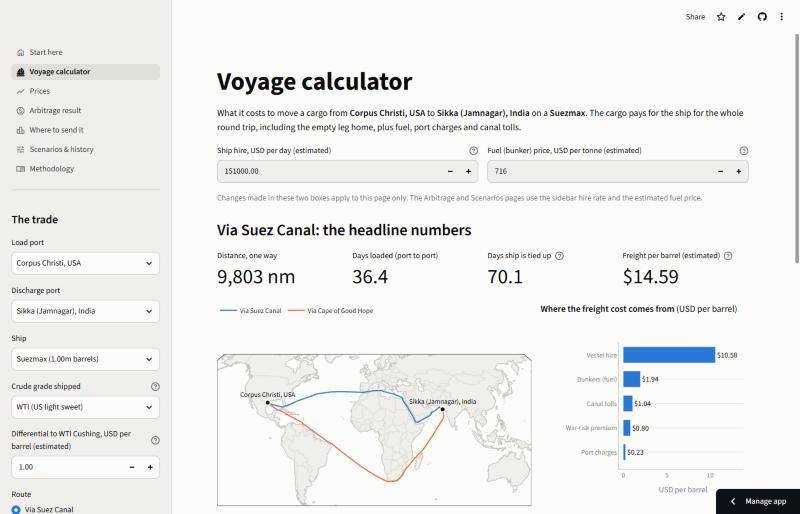 Share
Start here
Voyage calculator
Prices
Arbitrage result
Where to send it
Scenarios & history
Methodology
The trade
Load port
Corpus Christi, USA
Discharge port
Sikka (Jamnagar), India
Ship
Suezmax (1.00m barrels)
Crude grade shipped
WTI (US light sweet)
Differential to WTI Cushing, USD per
barrel (estimated)
1.00
Route
Via Suez Canal
Voyage calculator
What it costs to move a cargo from Corpus Christi, USA to Sikka (Jamnagar), India on a Suezmax. The cargo pays for the ship for the whole
round trip, including the empty leg home, plus fuel, port charges and canal tolls.
Ship hire, USD per day (estimated)
151000.00
Fuel (bunker) price, USD per tonne (estimated)
716
Changes made in these two boxes apply to this page only. The Arbitrage and Scenarios pages use the sidebar hire rate and the estimated fuel price.
Via Suez Canal: the headline numbers
Distance, one way
9,803 nm
Days loaded (port to port)
36.4
Days ship is tied up
70.1
Freight per barrel (estimated)
$14.59
Via Suez Canal
Via Cape of Good Hope
Corpus Christi, USA
Sikka (Jamnagar), India
Where the freight cost comes from (USD per barrel)
Vessel hire $10.58
Bunkers (fuel) $1.94
Canal tolls $1.04
War-risk premium $0.80
Port charges $0.23
0 5 10
USD per barrel
Manage app